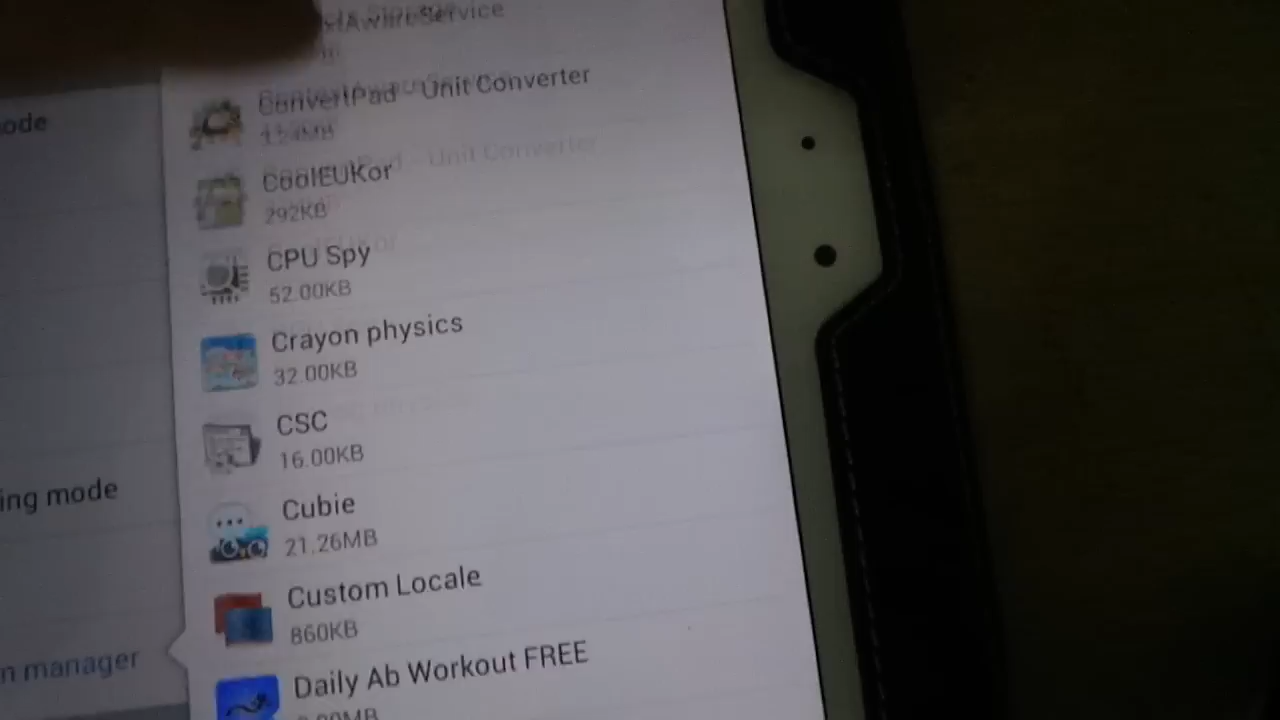 ode
ConvertPad - Unit Converter
CoolEUKor
292KB
CPU Spy
52.00KB
Crayon physics
32.00KB
CSC
16.00KB
ing mode
Cubie
21.26MB
Custom Locale
860KB
n manager
Daily Ab Workout FREE